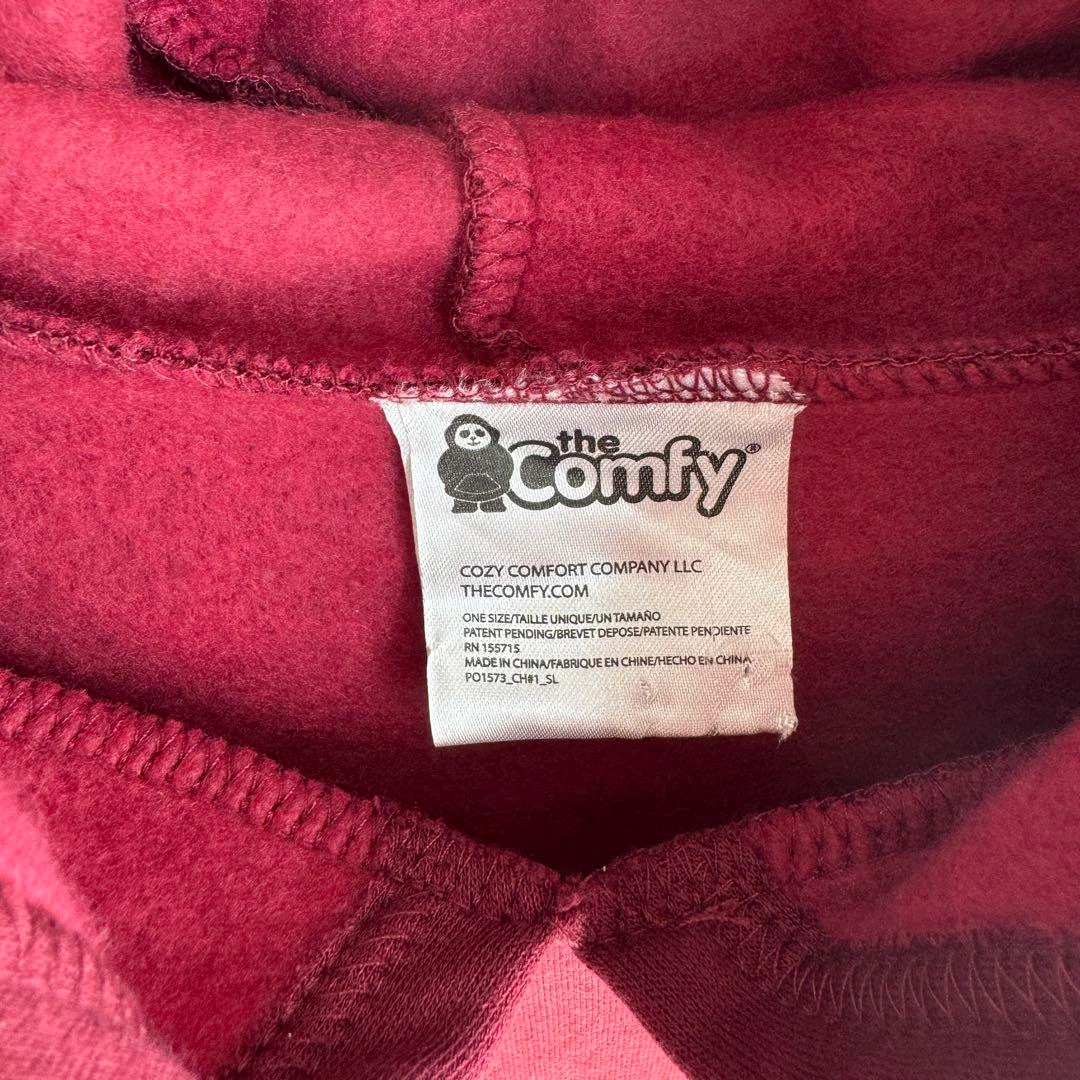 the
Comfy®
COZY COMFORT COMPANY LLC
THECOMFY.COM
ONE SIZE/TAILLE UNIQUE/UN TAMAÑO
PATENT PENDING/BREVET DEPOSE/PATENTE PENDIENTE
RN 155715
MADE IN CHINA/FABRIQUE EN CHINE/HECHO EN CHINA
PO1573_CH#1_SL